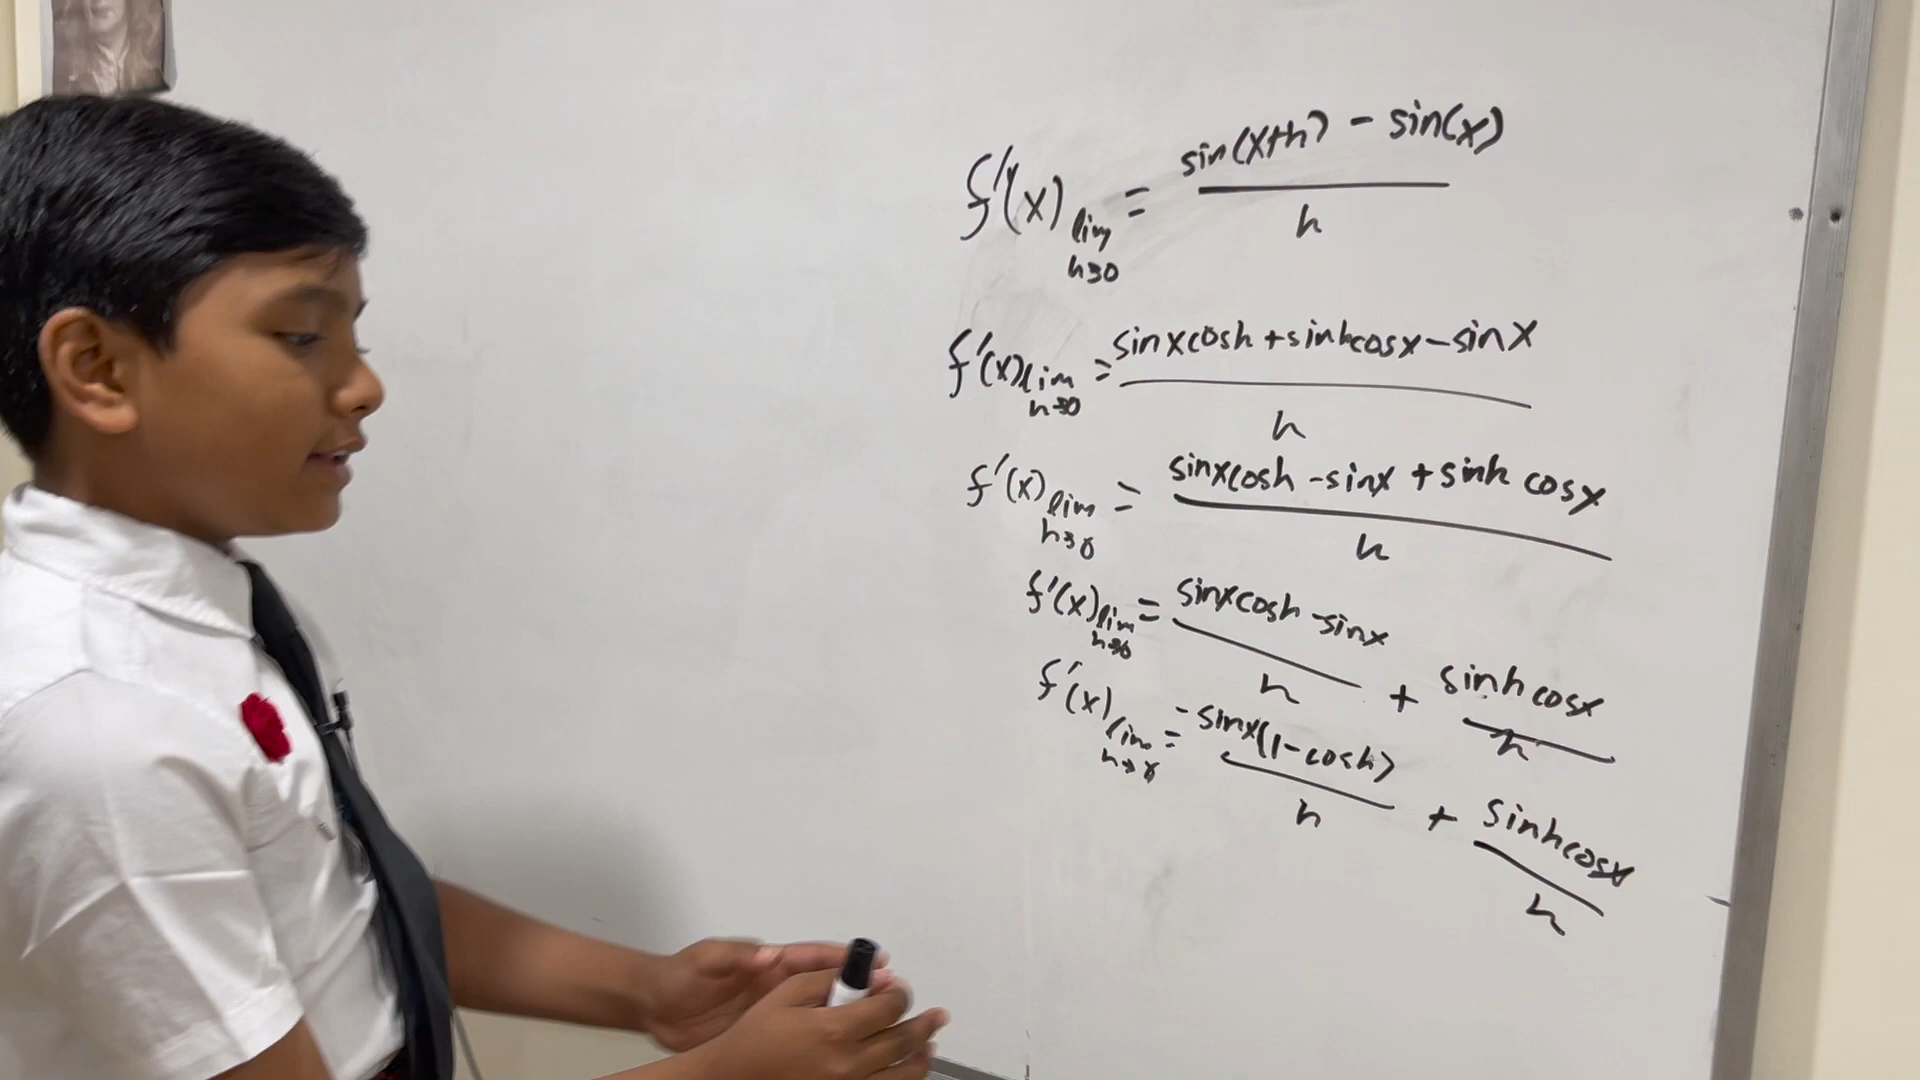 f'(x) lim h→0 = sin(x+h) - sin(x) / h
f'(x) lim h→0 = sinxcosh + sinhcosx - sinx / h
f'(x) lim h→0 = sinxcosh - sinx + sinh cosx / h
f'(x) lim h→0 = sinxcosh - sinx / h + sinhcosx / h
f'(x) lim h→0 = -sinx(1-cosh) / h + sinhcosx / h